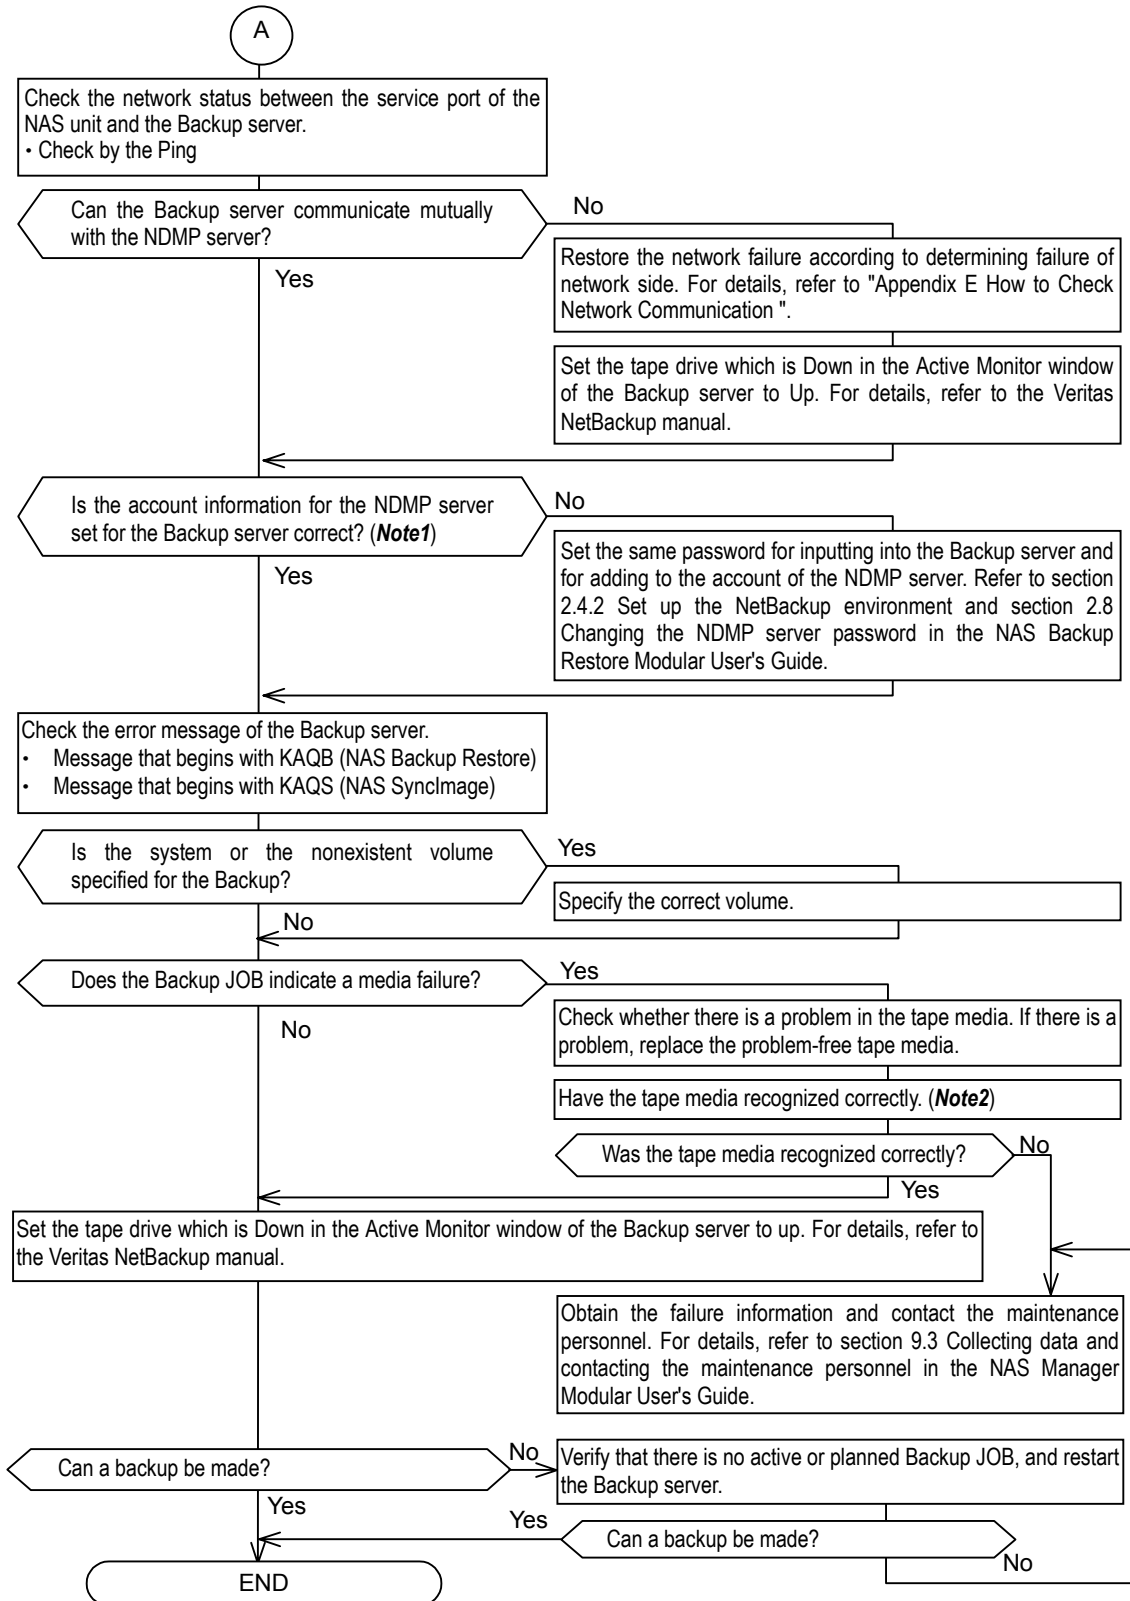 A
Check the network status between the service port of the
NAS unit and the Backup server.
・Check by the Ping
Can the Backup server communicate mutually
with the NDMP server?
No
Yes
Restore the network failure according to determining failure of
network side. For details, refer to "Appendix E How to Check
Network Communication ".
Set the tape drive which is Down in the Active Monitor window
of the Backup server to Up. For details, refer to the Veritas
NetBackup manual.
Is the account information for the NDMP server
set for the Backup server correct? (Note1)
No
Yes
Set the same password for inputting into the Backup server and
for adding to the account of the NDMP server. Refer to section
2.4.2 Set up the NetBackup environment and section 2.8
Changing the NDMP server password in the NAS Backup
Restore Modular User's Guide.
Check the error message of the Backup server.
・ Message that begins with KAQB (NAS Backup Restore)
・ Message that begins with KAQS (NAS SyncImage)
Is the system or the nonexistent volume
specified for the Backup?
Yes
Specify the correct volume.
No
Does the Backup JOB indicate a media failure?
Yes
No
Check whether there is a problem in the tape media. If there is a
problem, replace the problem-free tape media.
Have the tape media recognized correctly. (Note2)
Was the tape media recognized correctly?
No
Yes
Set the tape drive which is Down in the Active Monitor window of the Backup server to up. For details, refer to
the Veritas NetBackup manual.
Obtain the failure information and contact the maintenance
personnel. For details, refer to section 9.3 Collecting data and
contacting the maintenance personnel in the NAS Manager
Modular User's Guide.
Can a backup be made?
No
Verify that there is no active or planned Backup JOB, and restart
the Backup server.
Yes
Yes
Can a backup be made?
No
END